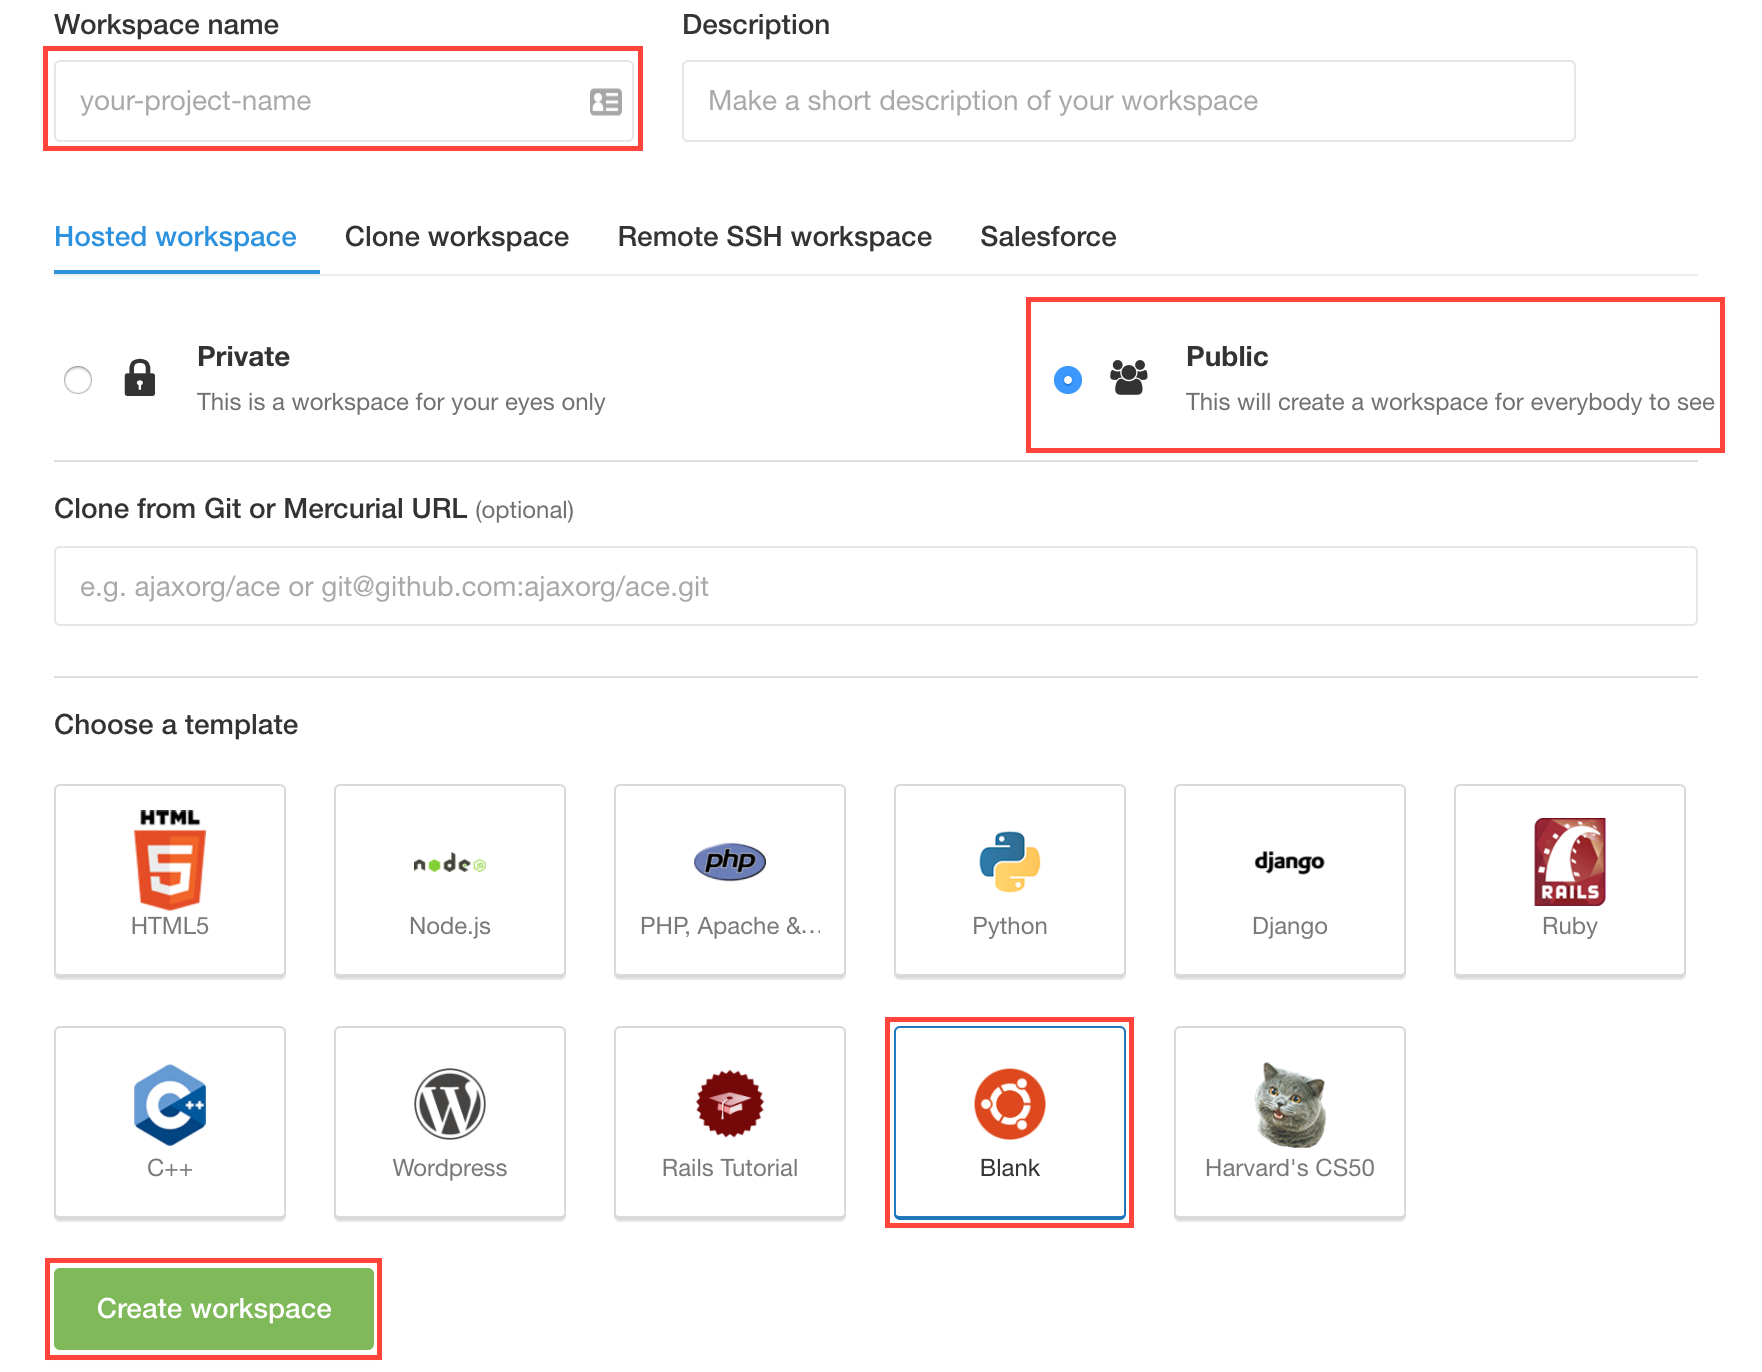 Workspace name
Description
your-project-name
Make a short description of your workspace
Hosted workspace
Clone workspace
Remote SSH workspace
Salesforce
Private
This is a workspace for your eyes only
Public
This will create a workspace for everybody to see
Clone from Git or Mercurial URL (optional)
e.g. ajaxorg/ace or git@github.com:ajaxorg/ace.git
Choose a template
HTML
5
HTML5
node
JS
Node.js
php
PHP, Apache &...
Python
django
Django
RAILS
Ruby
C++
C++
W
Wordpress
Rails Tutorial
Blank
Harvard's CS50
Create workspace